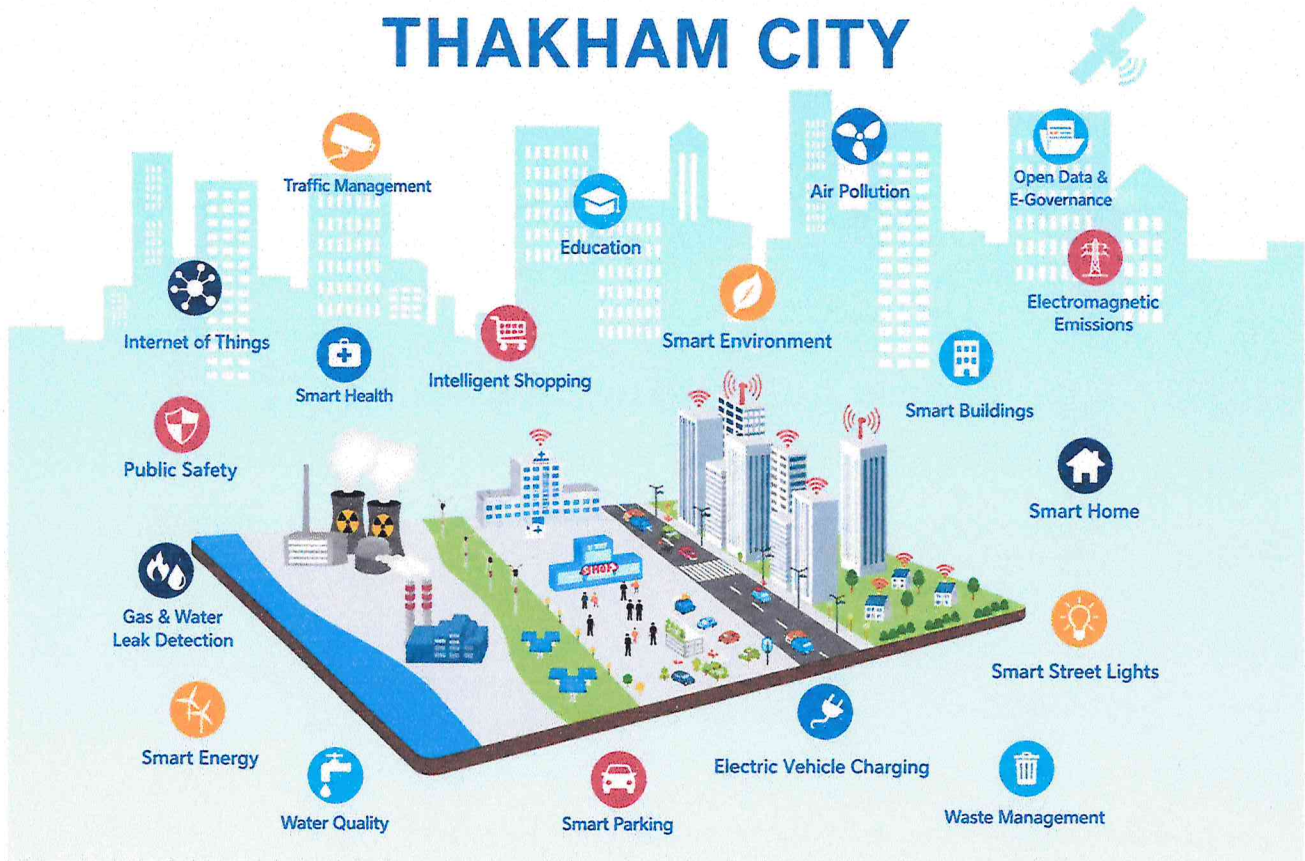 THAKHAM CITY
Traffic Management
Education
Air Pollution
Open Data &
E-Governance
Internet of Things
Smart Health
Intelligent Shopping
Smart Environment
Electromagnetic
Emissions
Smart Buildings
Public Safety
Smart Home
SHOP
Gas & Water
Leak Detection
Smart Street Lights
Smart Energy
Water Quality
Smart Parking
Electric Vehicle Charging
Waste Management